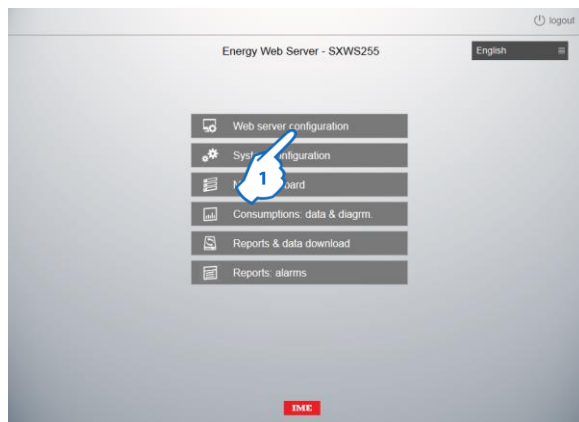 logout
Energy Web Server - SXWS255
English
Web server configuration
configuration
1
Consumptions: data & diagrm.
Reports & data download
Reports: alarms
IME